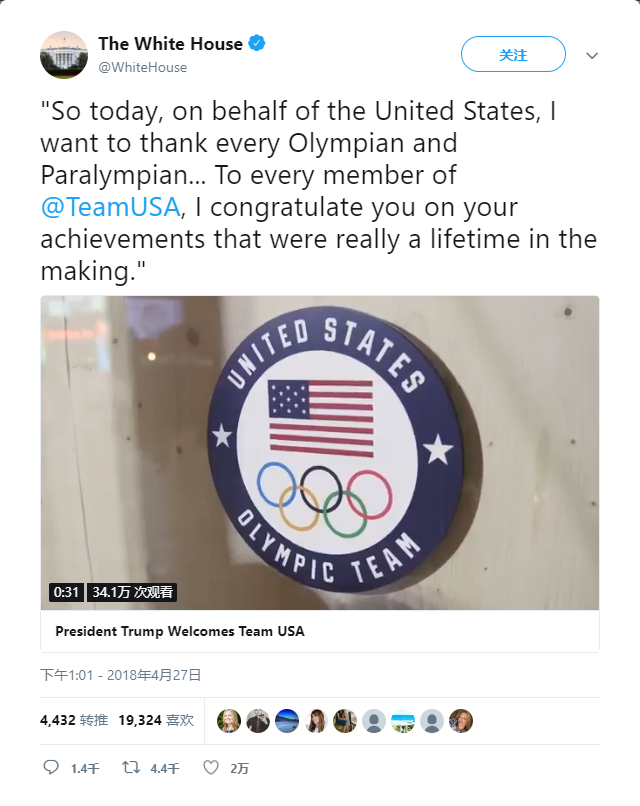 The White House
@WhiteHouse
关注
"So today, on behalf of the United States, I
want to thank every Olympian and
Paralympian... To every member of
@TeamUSA, I congratulate you on your
achievements that were really a lifetime in the
making."
UNITED STATES
OLYMPIC TEAM
0:31 34.1万 次观看
President Trump Welcomes Team USA
下午1:01 - 2018年4月27日
4,432 转推 19,324 喜欢
1.4千 4.4千 2万